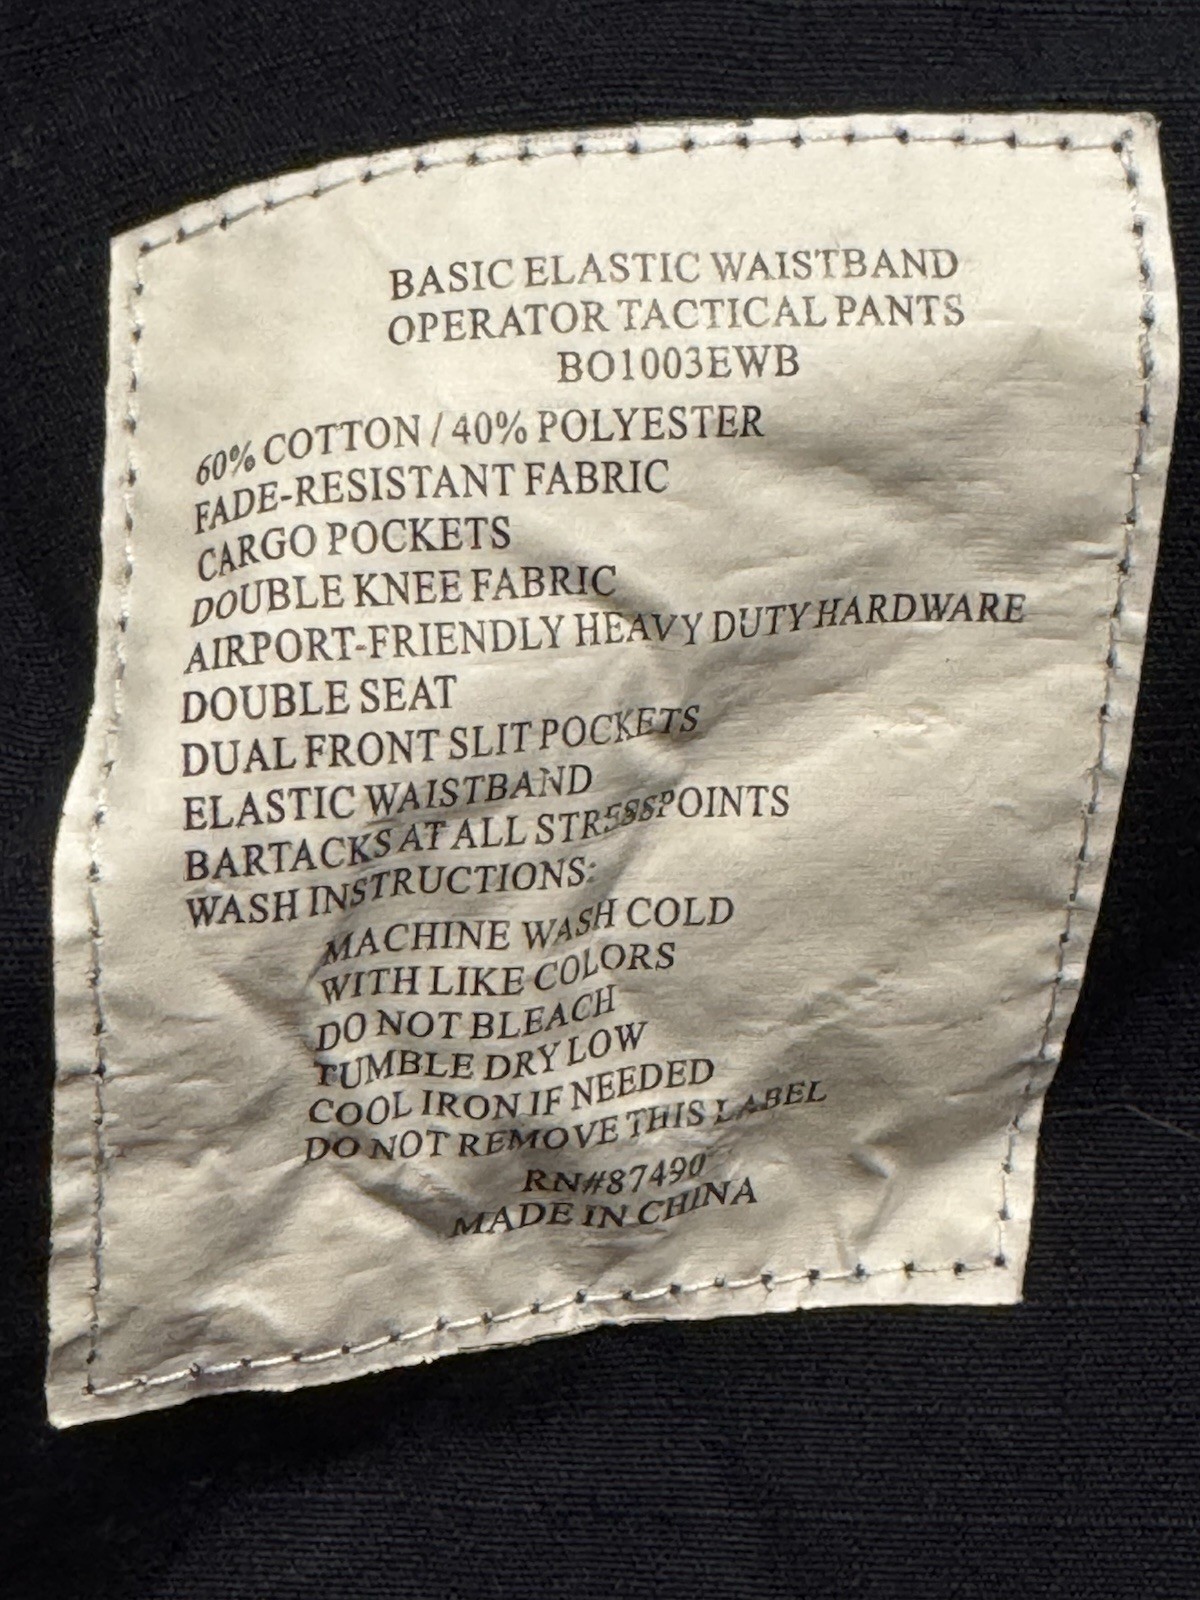 BASIC ELASTIC WAISTBAND
OPERATOR TACTICAL PANTS
BO1003EWB
60% COTTON / 40% POLYESTER
FADE-RESISTANT FABRIC
CARGO POCKETS
DOUBLE KNEE FABRIC
AIRPORT-FRIENDLY HEAVY DUTY HARDWARE
DOUBLE SEAT
DUAL FRONT SLIT POCKETS
ELASTIC WAISTBAND
BARTACKS AT ALL STRESSPOINTS
WASH INSTRUCTIONS:
MACHINE WASH COLD
WITH LIKE COLORS
DO NOT BLEACH
TUMBLE DRY LOW
COOL IRON IF NEEDED
DO NOT REMOVE THIS LABEL
RN#87490
MADE IN CHINA